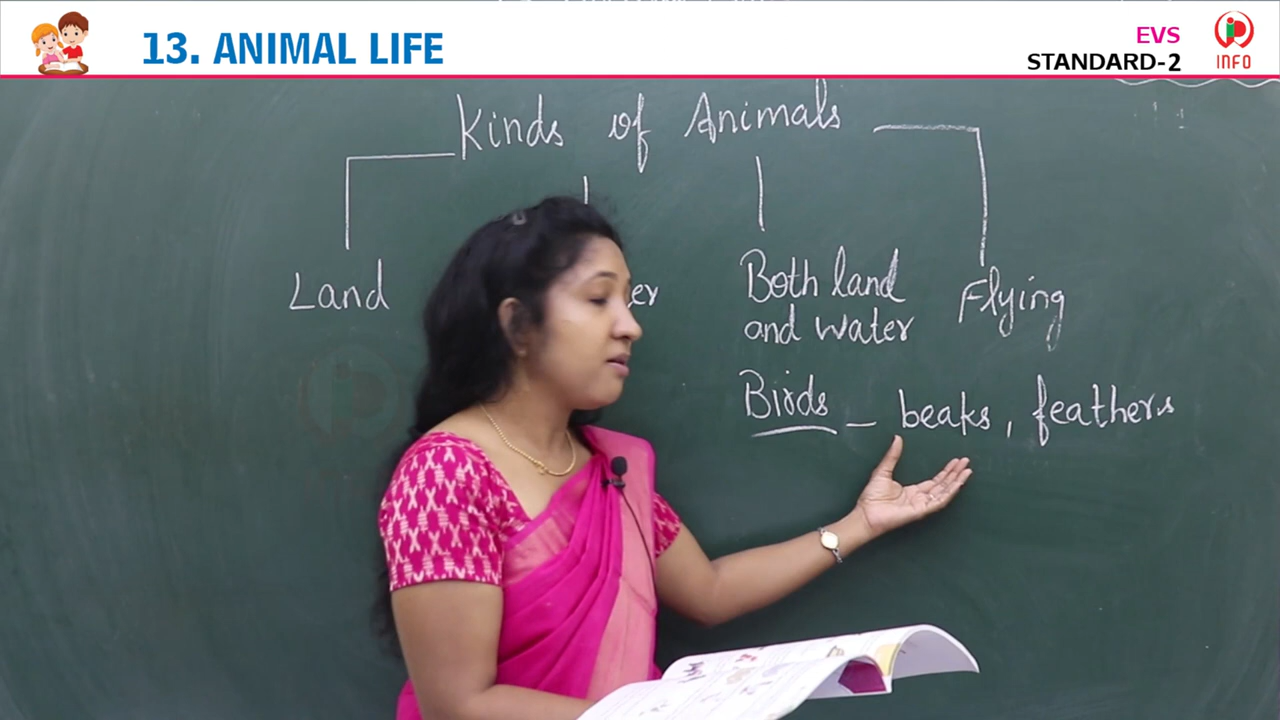 13. ANIMAL LIFE
EVS
STANDARD-2
INFO
Kinds of Animals
Land
Both land
and water
Flying
Birds – beaks, feathers